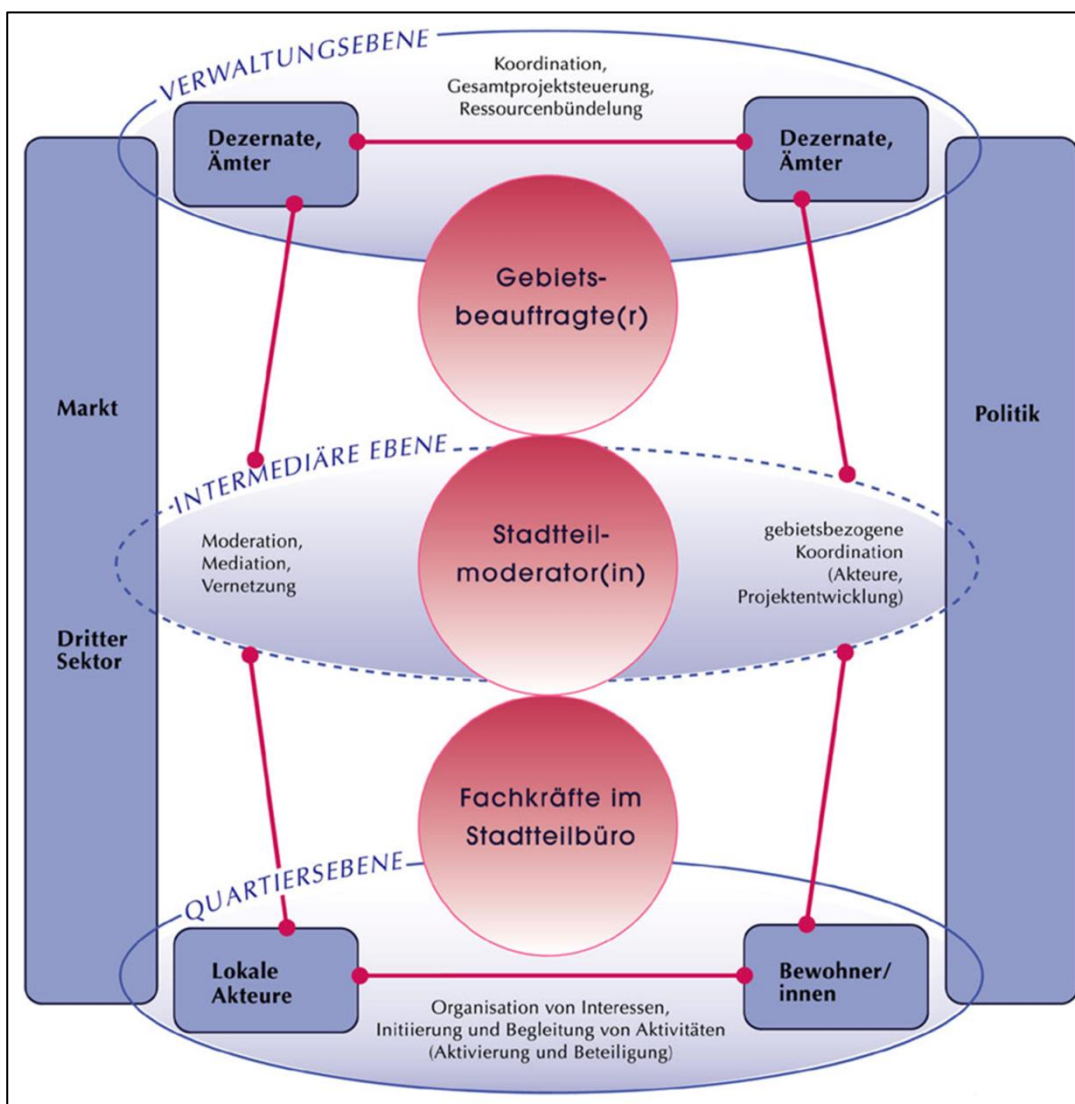 VERWALTUNGSEBENE
Koordination,
Gesamtprojektsteuerung,
Ressourcenbündelung
Dezernate,
Ämter
Dezernate,
Ämter
Gebiets-
beauftragte(r)
Markt
Politik
INTERMEDIÄRE EBENE
Moderation,
Mediation,
Vernetzung
Stadtteil-
moderator(in)
gebietsbezogene
Koordination
(Akteure,
Projektentwicklung)
Dritter
Sektor
Fachkräfte im
Stadtteilbüro
QUARTIERSEBENE
Lokale
Akteure
Bewohner/
innen
Organisation von Interessen,
Initiierung und Begleitung von Aktivitäten
(Aktivierung und Beteiligung)